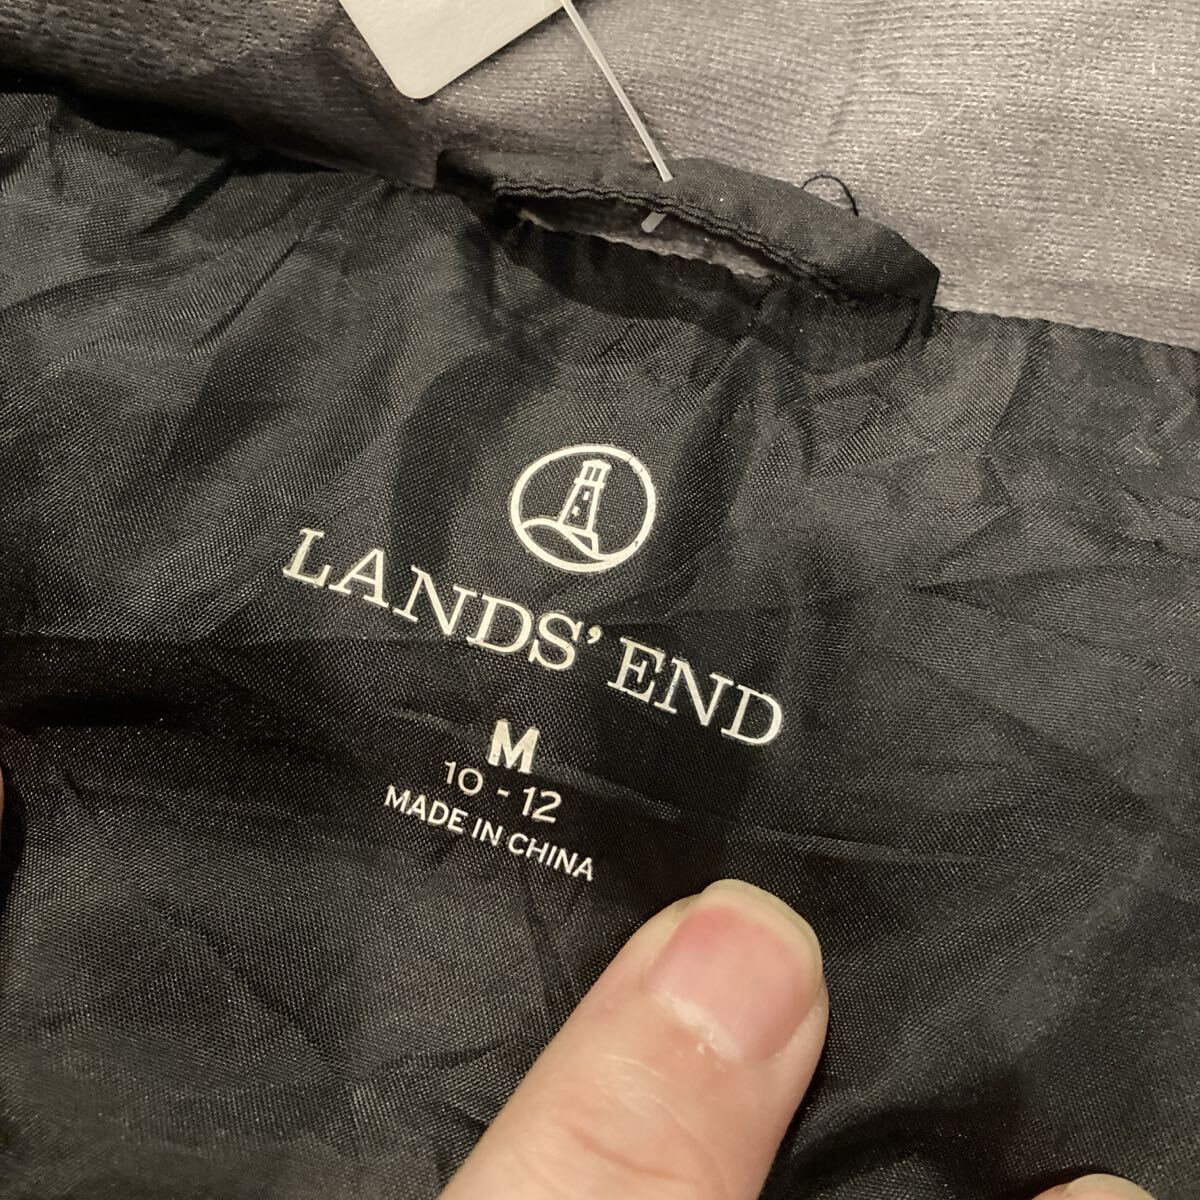 LANDS' END
M
10 - 12
MADE IN CHINA